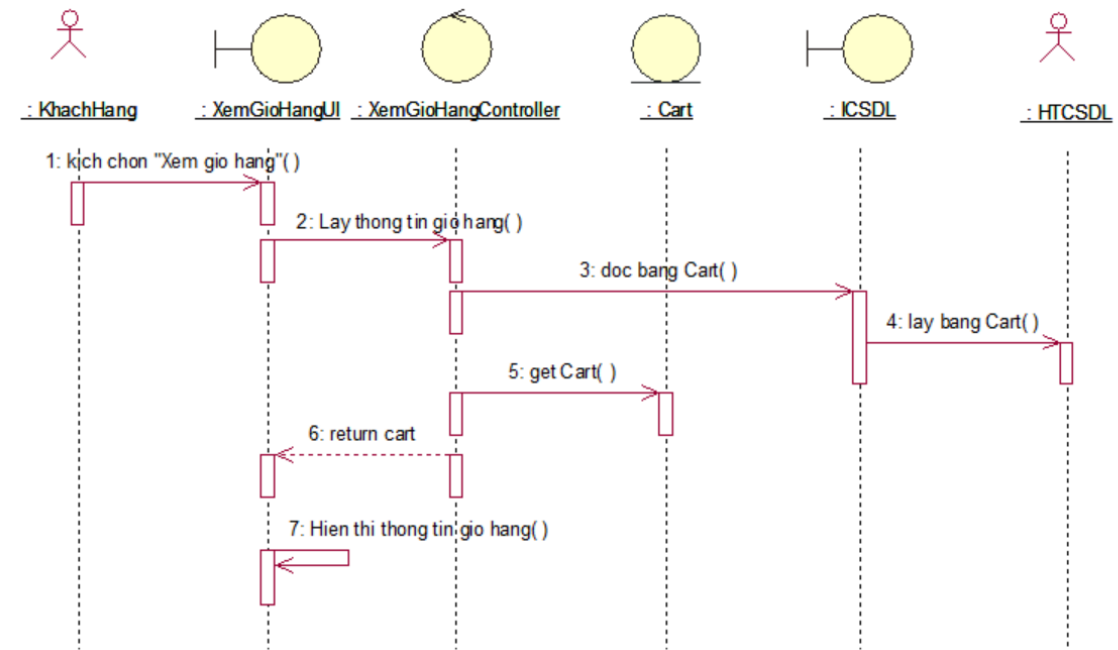 : KhachHang
: XemGioHangUI
: XemGioHangController
: Cart
: ICSDL
: HTCSDL
1: kich chon "Xem gio hang"( )
2: Lay thong tin gio hang( )
3: doc bang Cart( )
4: lay bang Cart( )
5: get Cart( )
6: return cart
7: Hien thi thong tin gio hang( )